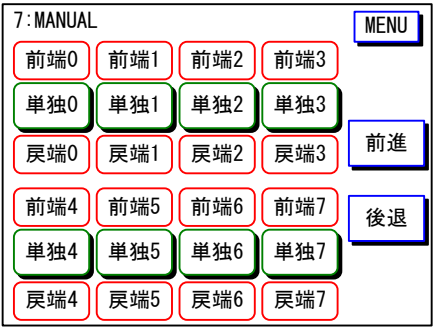 7:MANUAL MENU
前端0 前端1 前端2 前端3
単独0 単独1 単独2 単独3
戻端0 戻端1 戻端2 戻端3
前進
前端4 前端5 前端6 前端7
後退
単独4 単独5 単独6 単独7
戻端4 戻端5 戻端6 戻端7